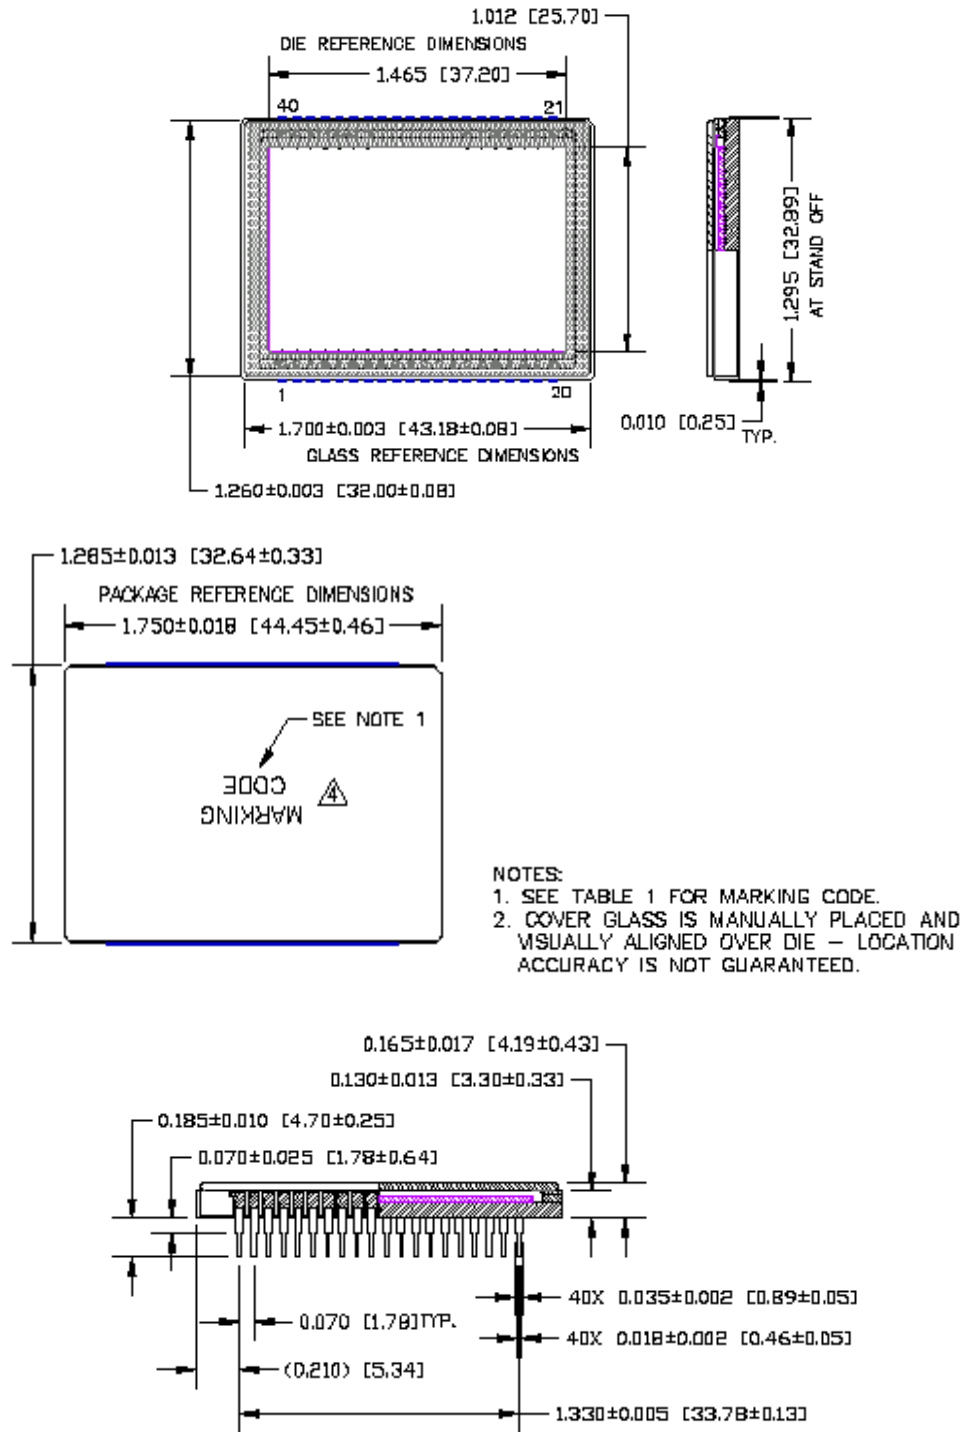 1.012 [25.70]
DIE REFERENCE DIMENSIONS
1.465 [37.20]
40
21
1.295 [32.89]
AT STAND OFF
1
20
0.010 [0.25] TYP.
1.700±0.003 [43.18±0.08]
GLASS REFERENCE DIMENSIONS
1.260±0.003 [32.00±0.08]
1.285±0.013 [32.64±0.33]
PACKAGE REFERENCE DIMENSIONS
1.750±0.018 [44.45±0.46]
SEE NOTE 1
MARKING
CODE
4
NOTES:
1. SEE TABLE 1 FOR MARKING CODE.
2. COVER GLASS IS MANUALLY PLACED AND
VISUALLY ALIGNED OVER DIE – LOCATION
ACCURACY IS NOT GUARANTEED.
0.165±0.017 [4.19±0.43]
0.130±0.013 [3.30±0.33]
0.185±0.010 [4.70±0.25]
0.070±0.025 [1.78±0.64]
40X 0.035±0.002 [0.89±0.05]
0.070 [1.78]TYP.
40X 0.018±0.002 [0.46±0.05]
(0.210) [5.34]
1.330±0.005 [33.78±0.13]